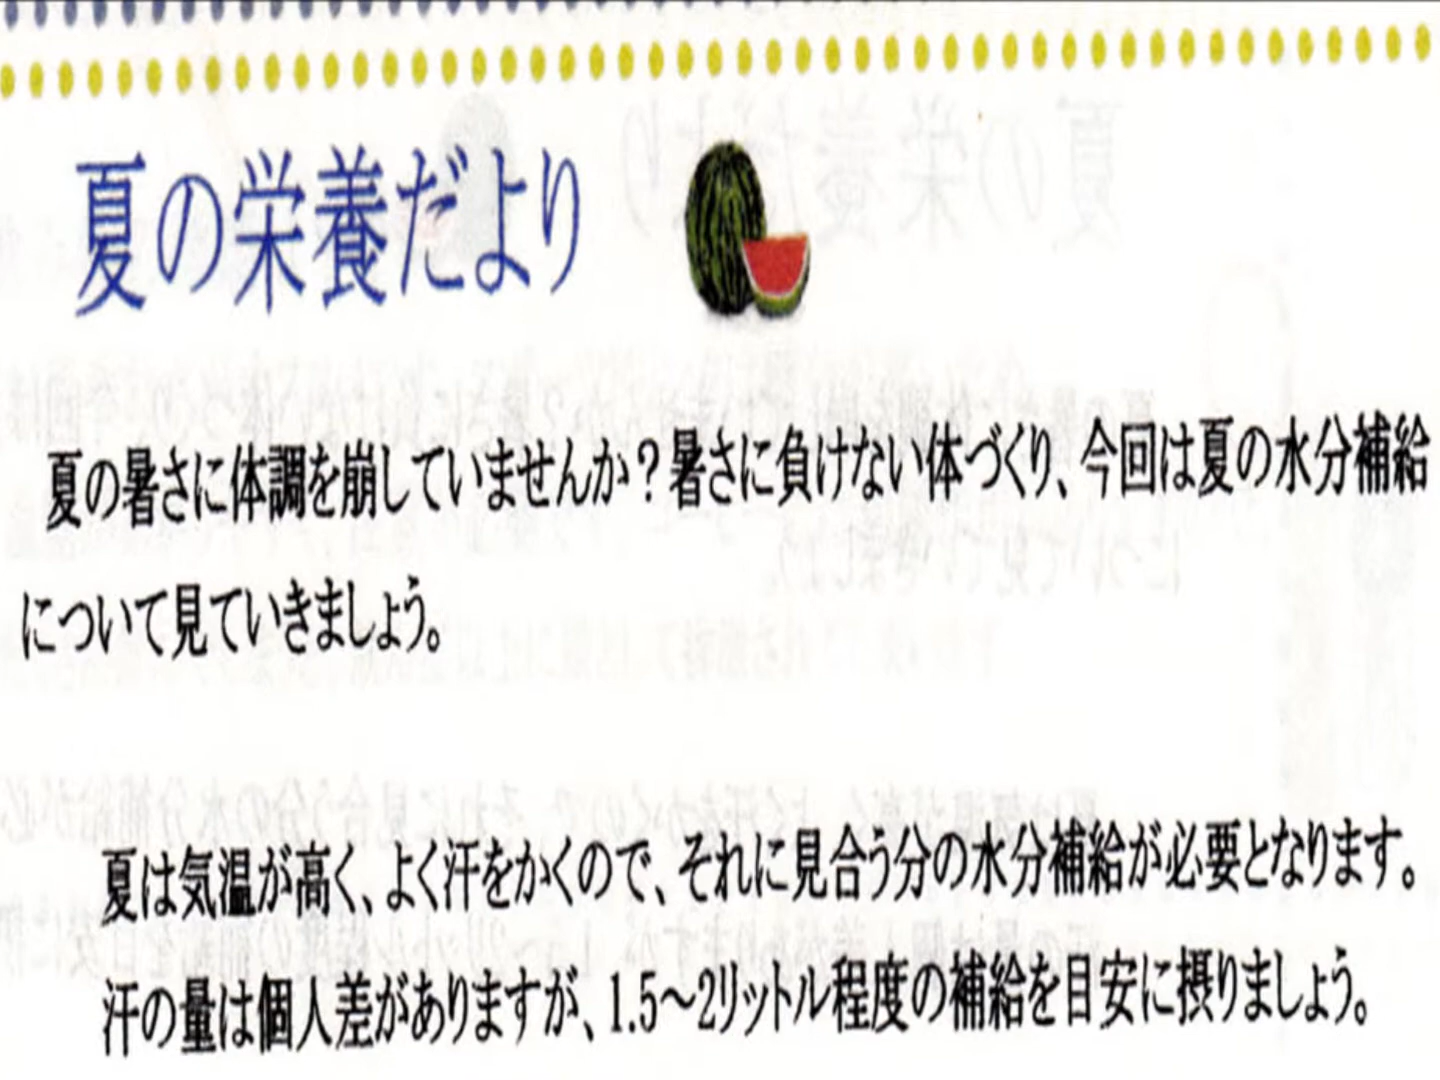 夏の栄養だより
夏の暑さに体調を崩していませんか？暑さに負けない体づくり、今回は夏の水分補給
について見ていきましょう。
夏は気温が高く、よく汗をかくので、それに見合う分の水分補給が必要となります。
汗の量は個人差がありますが、1.5～2リットル程度の補給を目安に摂りましょう。